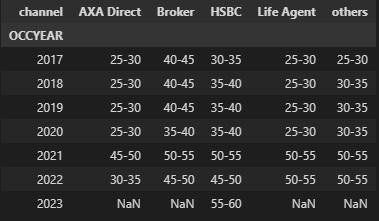 channel AXA Direct Broker HSBC Life Agent others
OCCYEAR
2017 25-30 40-45 30-35 25-30 25-30
2018 25-30 40-45 35-40 25-30 30-35
2019 25-30 40-45 35-40 25-30 30-35
2020 25-30 35-40 35-40 25-30 30-35
2021 45-50 50-55 50-55 50-55 50-55
2022 30-35 45-50 45-50 50-55 50-55
2023 NaN NaN 55-60 NaN NaN